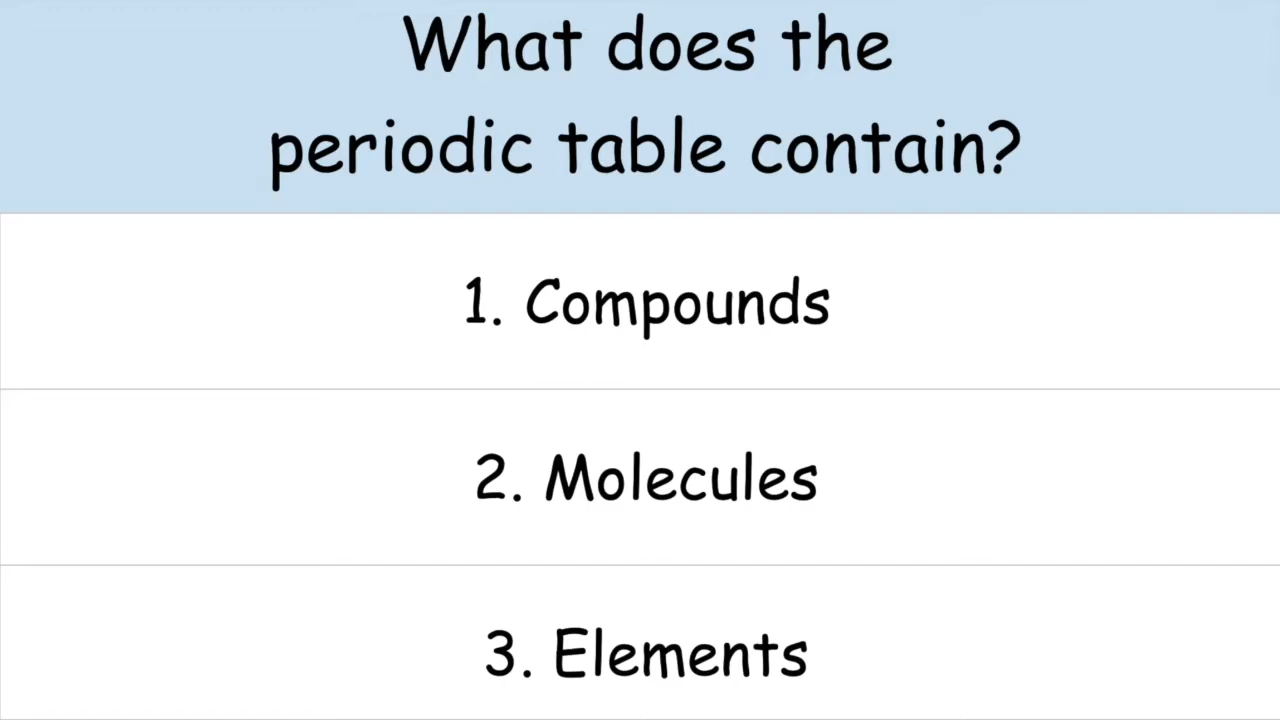 What does the
periodic table contain?
1. Compounds
2. Molecules
3. Elements